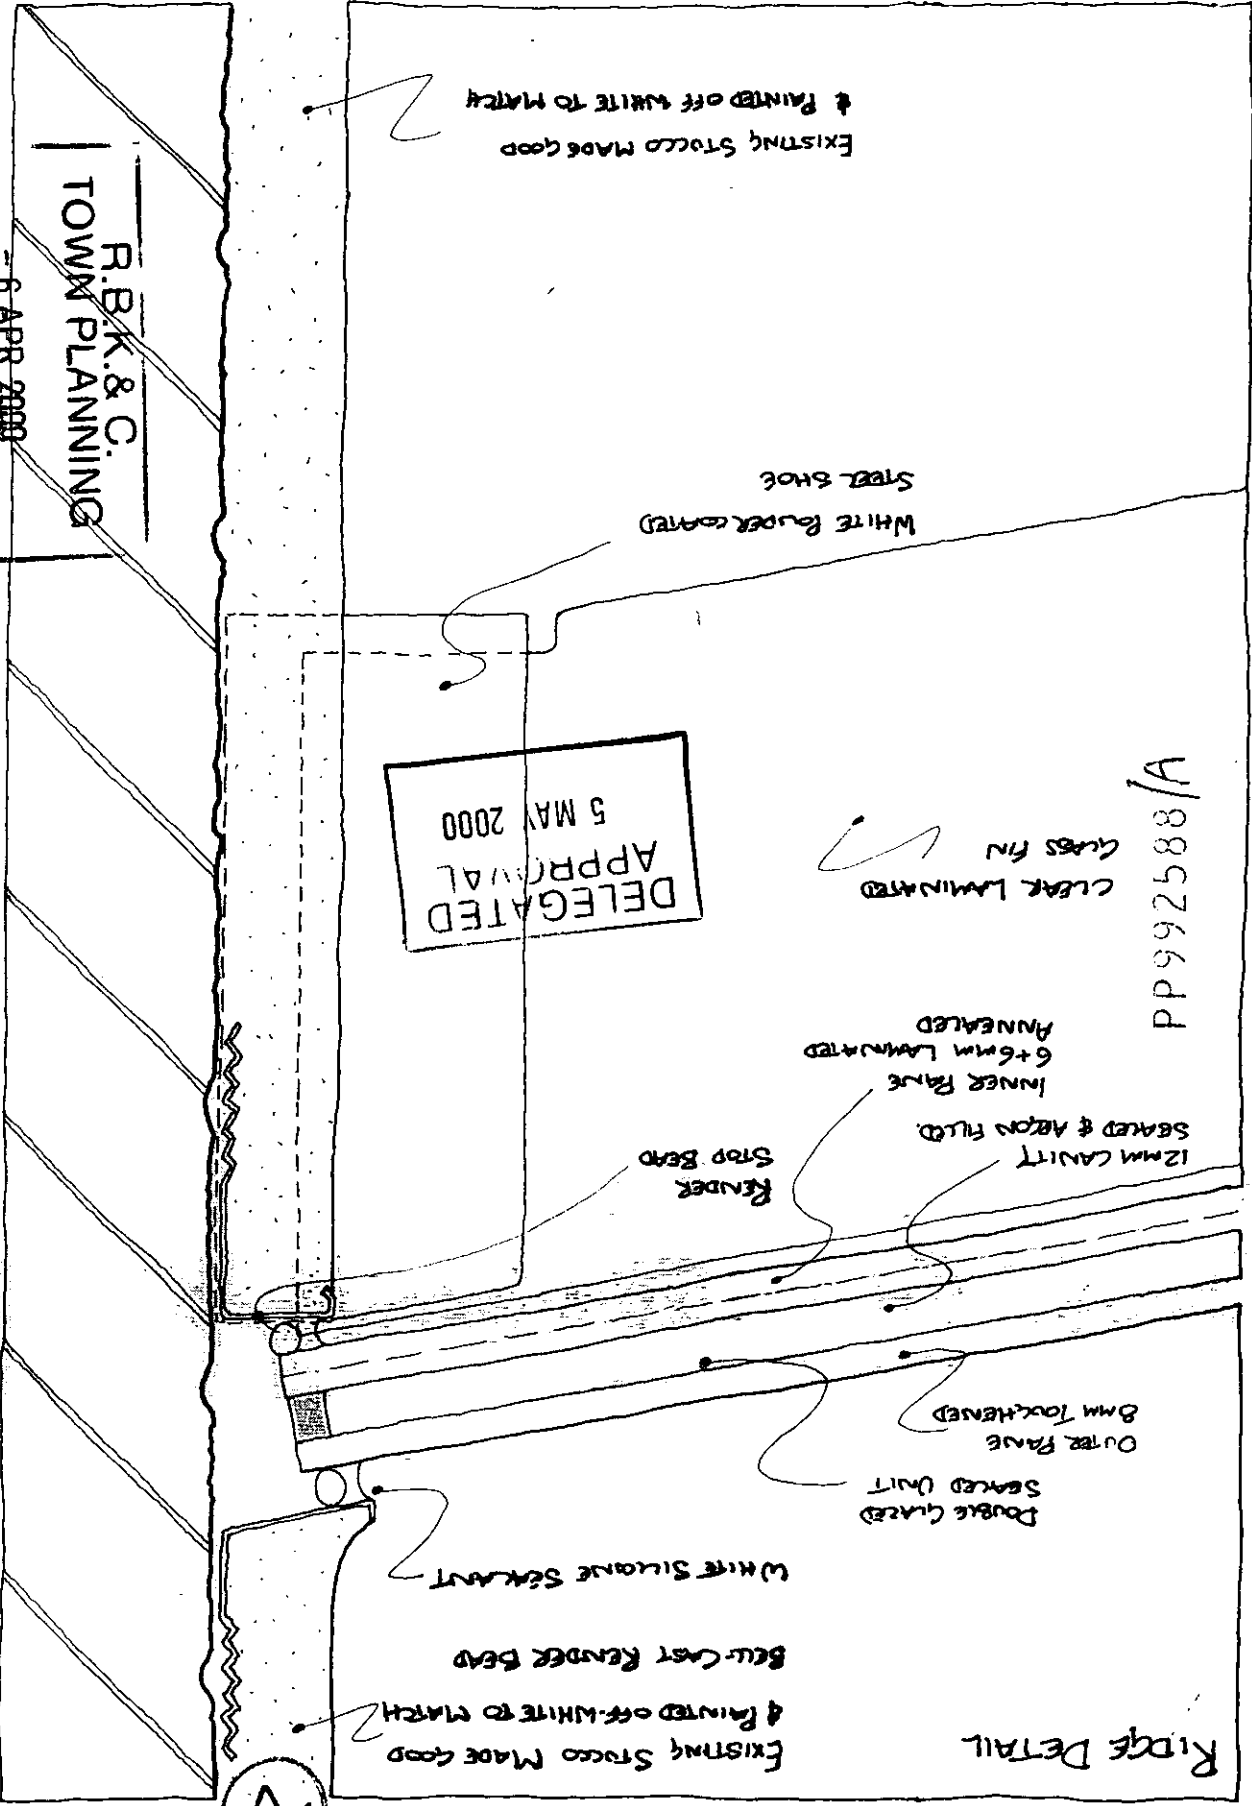 RIDGE DETAIL
EXISTING STUCCO MADE GOOD
& PAINTED OFF-WHITE TO MATCH
BELL-CAST RENDER BEAD
WHITE SILICONE SEALANT
DOUBLE GLAZED
SEALED UNIT
OUTER PANE
8MM TOUGHENED
12MM CAVITY
SEALED & ARGON FILLED.
RENDER
STOP BEAD
INNER PANE
6+6MM LAMINATED
ANNEALED
CLEAR LAMINATED
GLASS FIN
PP992588/A
DELEGATED
APPROVAL
5 MAY 2000
WHITE POWDER COATED
STEEL SHOE
EXISTING STUCCO MADE GOOD
& PAINTED OFF WHITE TO MATCH
R.B.K.& C.
TOWN PLANNING
- 6 APR 2000